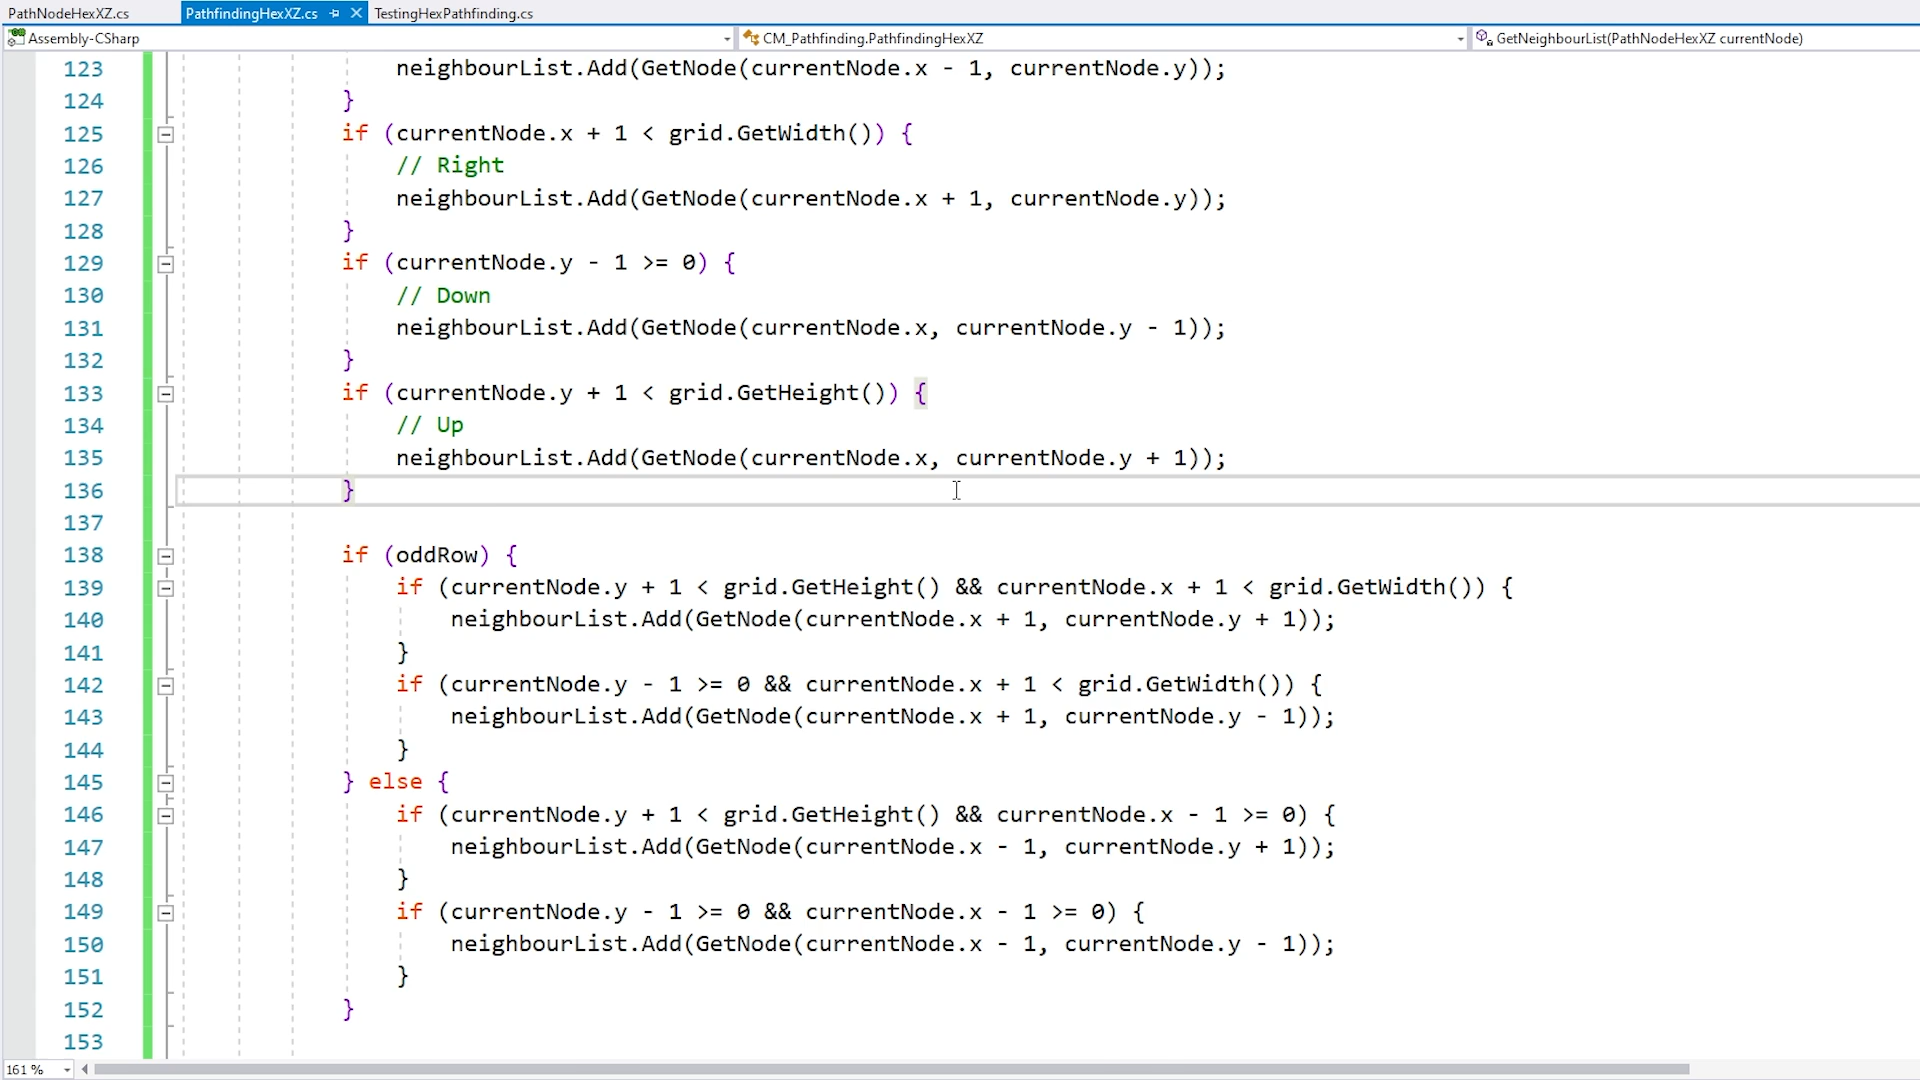 PathNodeHexXZ.cs PathfindingHexXZ.cs TestingHexPathfinding.cs
Assembly-CSharp CM_Pathfinding.PathfindingHexXZ GetNeighbourList(PathNodeHexXZ currentNode)
123 neighbourList.Add(GetNode(currentNode.x - 1, currentNode.y));
124 }
125 if (currentNode.x + 1 < grid.GetWidth()) {
126 // Right
127 neighbourList.Add(GetNode(currentNode.x + 1, currentNode.y));
128 }
129 if (currentNode.y - 1 >= 0) {
130 // Down
131 neighbourList.Add(GetNode(currentNode.x, currentNode.y - 1));
132 }
133 if (currentNode.y + 1 < grid.GetHeight()) {
134 // Up
135 neighbourList.Add(GetNode(currentNode.x, currentNode.y + 1));
136 }
137
138 if (oddRow) {
139 if (currentNode.y + 1 < grid.GetHeight() && currentNode.x + 1 < grid.GetWidth()) {
140 neighbourList.Add(GetNode(currentNode.x + 1, currentNode.y + 1));
141 }
142 if (currentNode.y - 1 >= 0 && currentNode.x + 1 < grid.GetWidth()) {
143 neighbourList.Add(GetNode(currentNode.x + 1, currentNode.y - 1));
144 }
145 } else {
146 if (currentNode.y + 1 < grid.GetHeight() && currentNode.x - 1 >= 0) {
147 neighbourList.Add(GetNode(currentNode.x - 1, currentNode.y + 1));
148 }
149 if (currentNode.y - 1 >= 0 && currentNode.x - 1 >= 0) {
150 neighbourList.Add(GetNode(currentNode.x - 1, currentNode.y - 1));
151 }
152 }
153
161 %